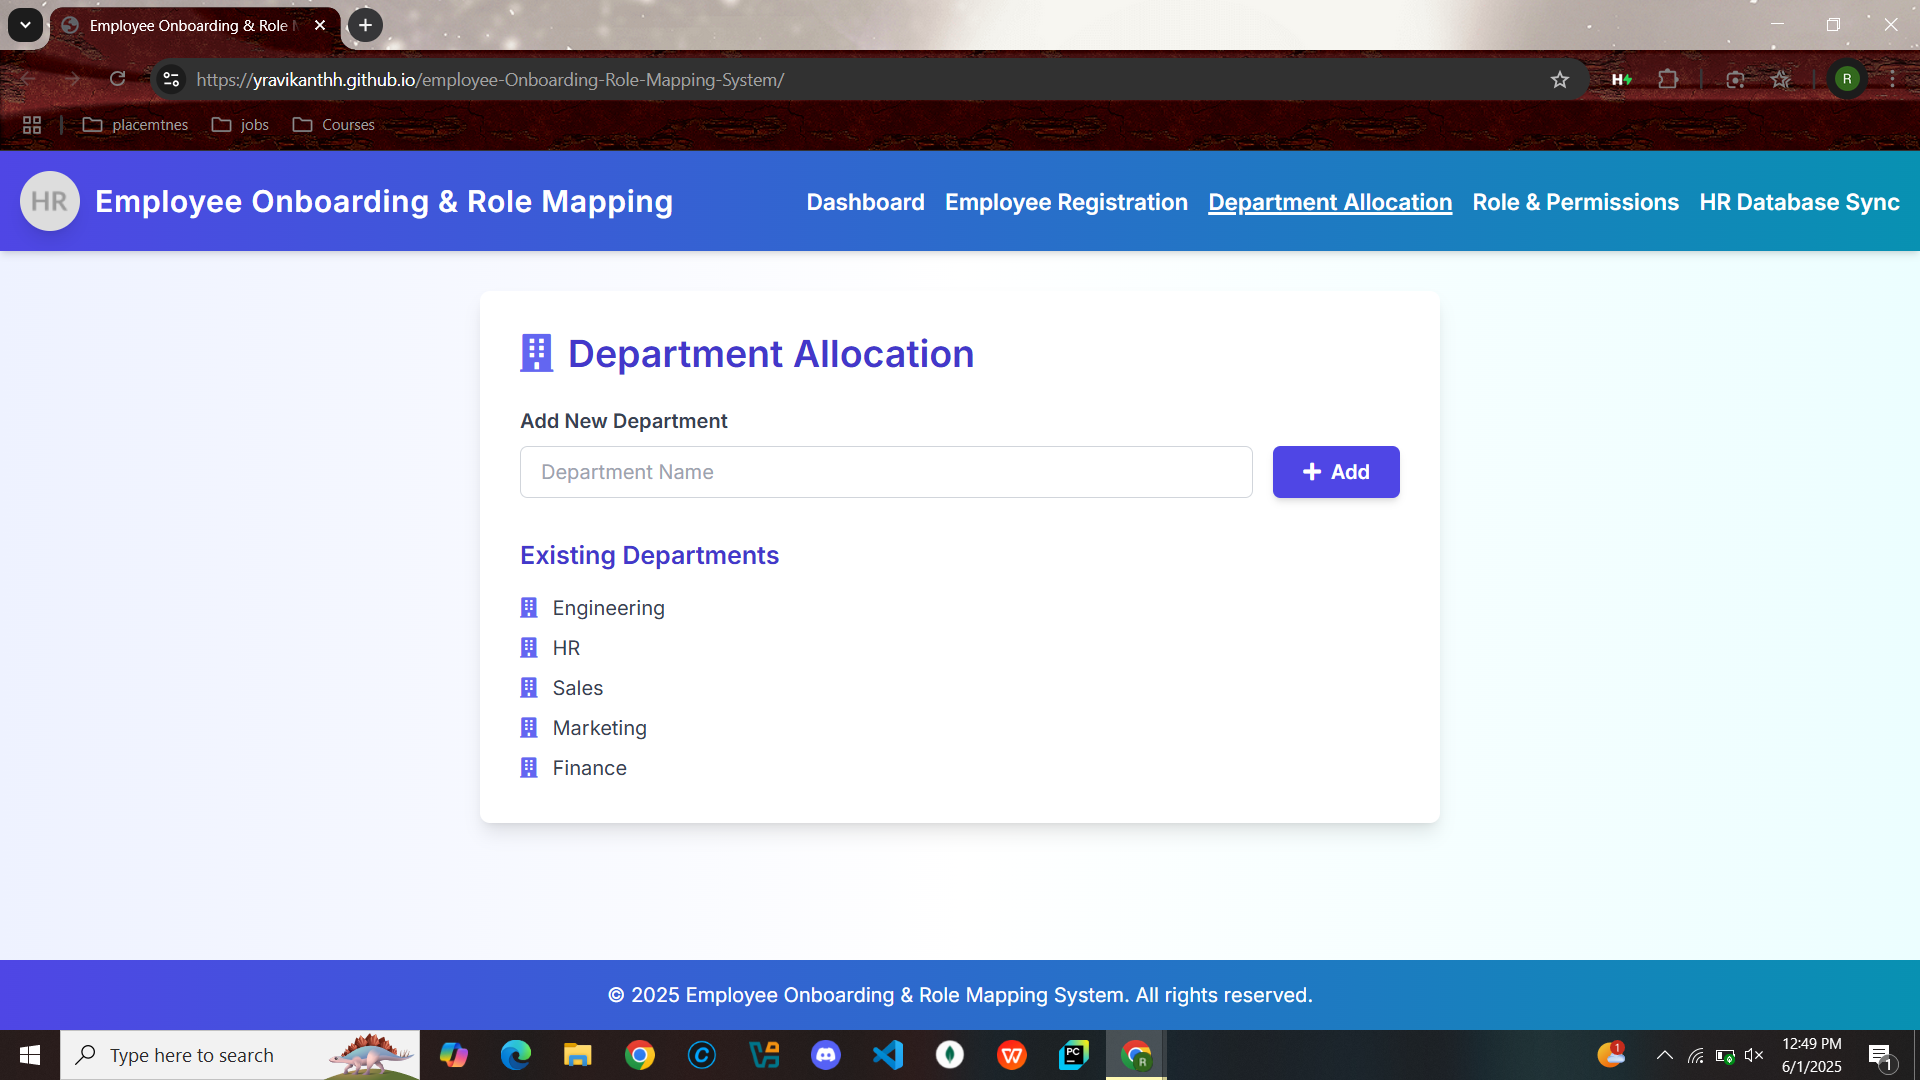 Employee Onboarding & Role M
https://yravikanthh.github.io/employee-Onboarding-Role-Mapping-System/
H
R
placemtnes
jobs
Courses
HR
Employee Onboarding & Role Mapping
Dashboard
Employee Registration
Department Allocation
Role & Permissions
HR Database Sync
Department Allocation
Add New Department
Department Name
+ Add
Existing Departments
Engineering
HR
Sales
Marketing
Finance
© 2025 Employee Onboarding & Role Mapping System. All rights reserved.
Type here to search
C
W
PC
R
1
12:49 PM
6/1/2025
1